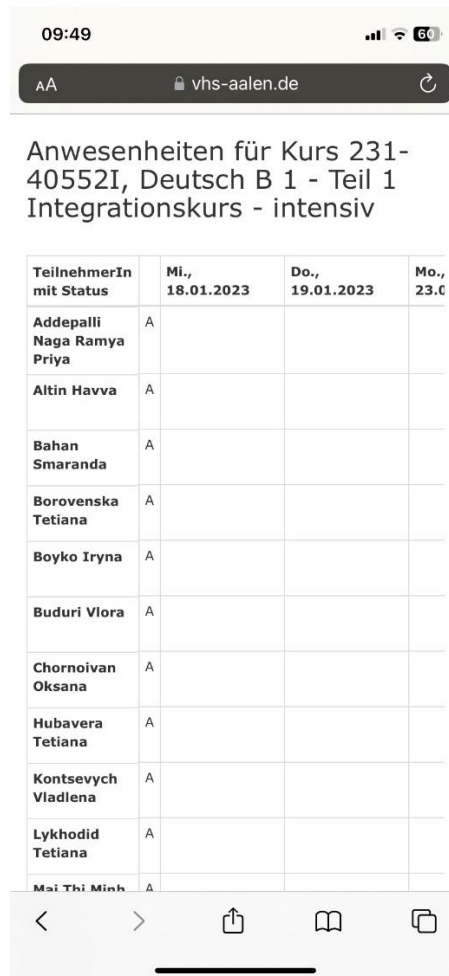 09:49
60
AA vhs-aalen.de
Anwesenheiten für Kurs 231-
40552I, Deutsch B 1 - Teil 1
Integrationskurs - intensiv
TeilnehmerIn Mi., Do., Mo.,
mit Status 18.01.2023 19.01.2023 23.0
Addepalli A
Naga Ramya
Priya
Altin Havva A
Bahan A
Smaranda
Borovenska A
Tetiana
Boyko Iryna A
Buduri Vlora A
Chornoivan A
Oksana
Hubavera A
Tetiana
Kontsevych A
Vladlena
Lykhodid A
Tetiana
Mai Thi Minh A